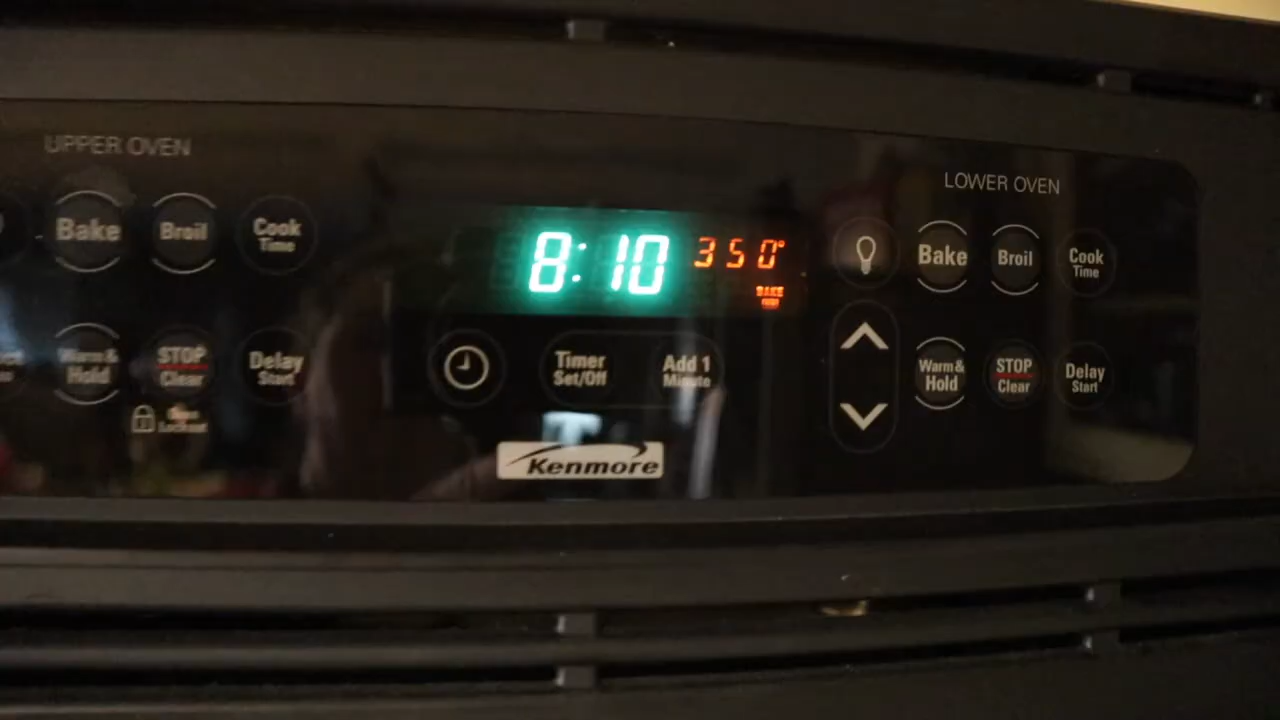 UPPER OVEN
Bake
Broil
Cook
Time
Warm &
Hold
STOP
Clear
Delay
Start
Lockout
8:10
350°
BAKE
Timer
Set/Off
Add 1
Minute
Kenmore
LOWER OVEN
Bake
Broil
Cook
Time
Warm &
Hold
STOP
Clear
Delay
Start